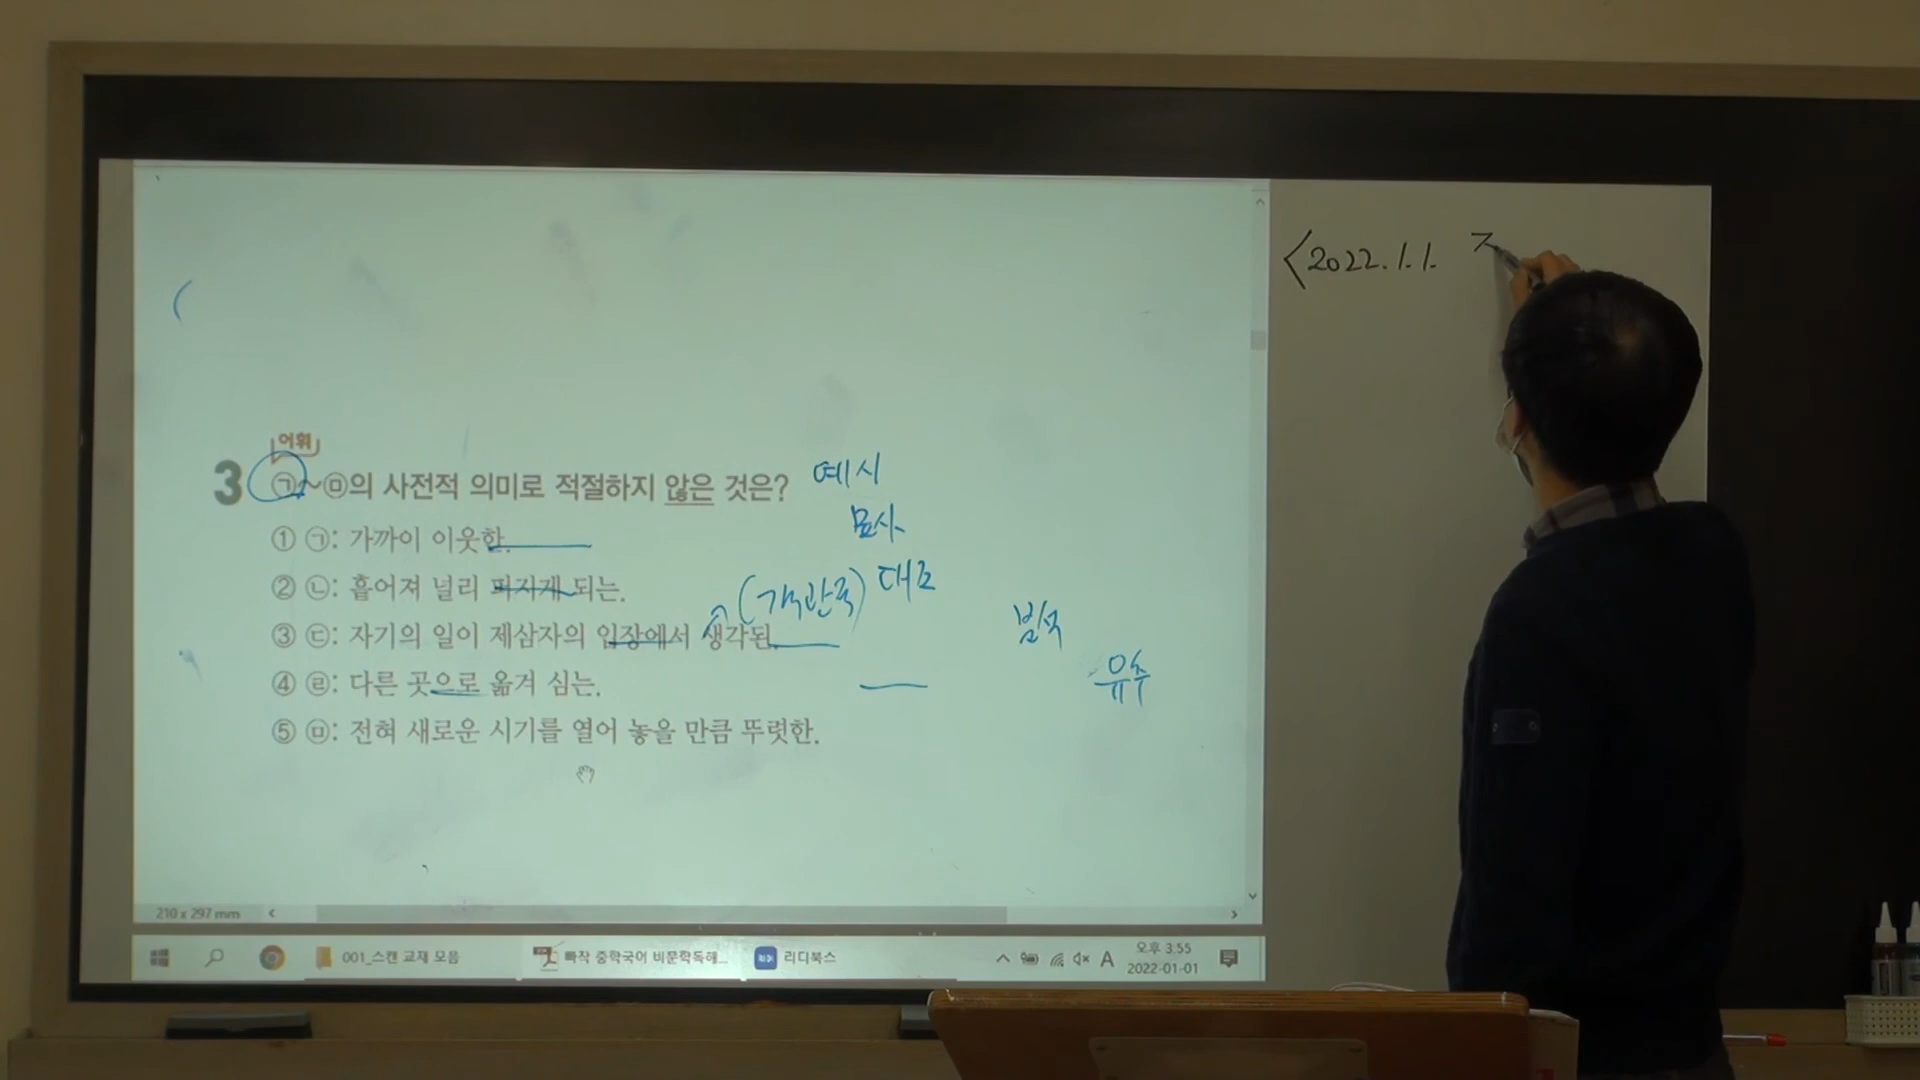 어휘
3 ㉠~㉤의 사전적 의미로 적절하지 않은 것은?
① ㉠: 가까이 이웃한.
② ㉡: 흩어져 널리 퍼지게 되는.
③ ㉢: 자기의 일이 제삼자의 입장에서 생각된.
④ ㉣: 다른 곳으로 옮겨 심는.
⑤ ㉤: 전혀 새로운 시기를 열어 놓을 만큼 뚜렷한.
예시
묘사
(객관적) 대조
분석
유추
<2022.1.1.
210 x 297 mm
001_스캔 교재 모음
빠작 중학국어 비문학독해...
리디북스
A
오후 3:55
2022-01-01